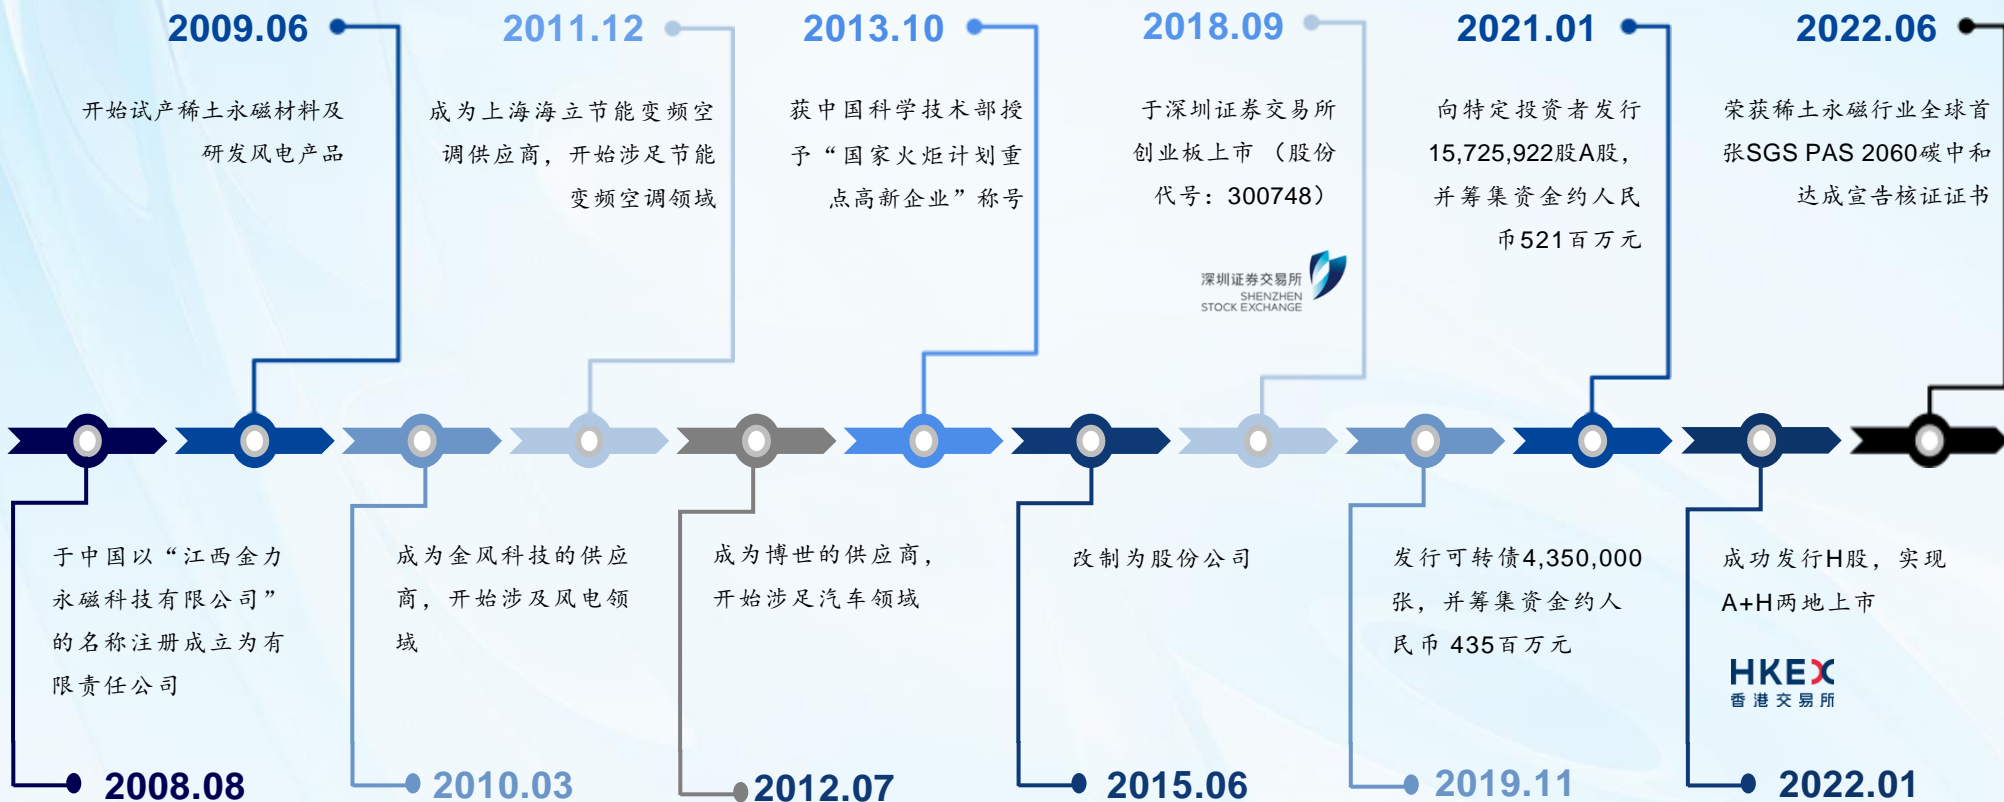 2009.06
开始试产稀土永磁材料及
研发风电产品
2011.12
成为上海海立节能变频空
调供应商，开始涉足节能
变频空调领域
2013.10
获中国科学技术部授
予“国家火炬计划重
点高新企业”称号
2018.09
于深圳证券交易所
创业板上市 （股份
代号：300748）
深圳证券交易所
SHENZHEN
STOCK EXCHANGE
2021.01
向特定投资者发行
15,725,922股A股，
并筹集资金约人民
币521百万元
2022.06
荣获稀土永磁行业全球首
张SGS PAS 2060碳中和
达成宣告核证证书
于中国以“江西金力
永磁科技有限公司”
的名称注册成立为有
限责任公司
2008.08
成为金风科技的供应
商，开始涉及风电领
域
2010.03
成为博世的供应商，
开始涉足汽车领域
2012.07
改制为股份公司
2015.06
发行可转债4,350,000
张，并筹集资金约人
民币 435百万元
2019.11
成功发行H股，实现
A+H两地上市
HKEX
香港交易所
2022.01